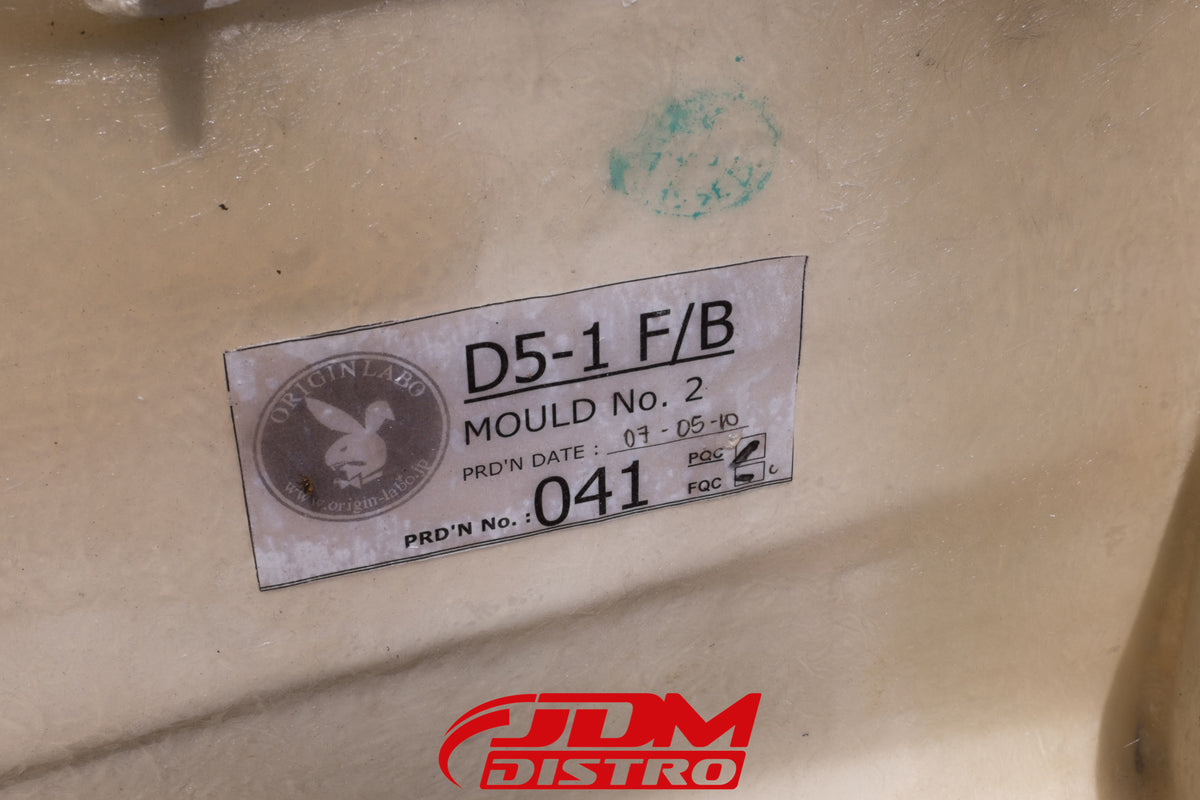 D5-1 F/B
ORIGIN LABO
www.origin-labo.jp
MOULD No. 2
PRD'N DATE : 07-05-10
PQC
FQC
PRD'N No. : 041
JDM
DISTRO